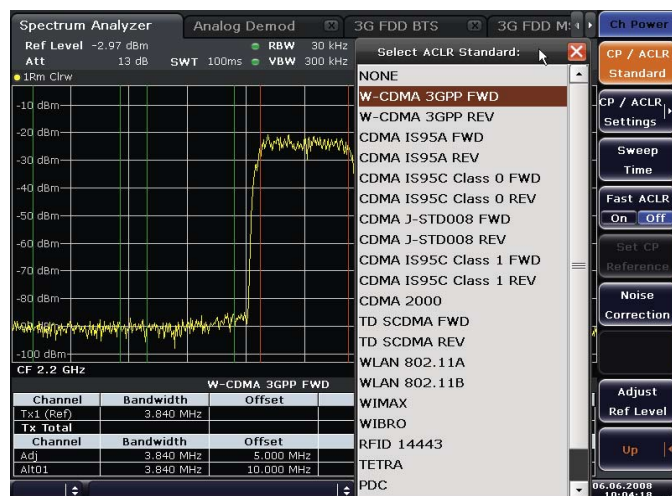 Spectrum Analyzer
Analog Demod
3G FDD BTS
3G FDD MS
Ref Level -2.97 dBm
RBW 30 kHz
Att 13 dB SWT 100ms VBW 300 kHz
1Rm Clrw
-10 dBm
-20 dBm
-30 dBm
-40 dBm
-50 dBm
-60 dBm
-70 dBm
-80 dBm
-90 dBm
-100 dBm
CF 2.2 GHz
W-CDMA 3GPP FWD
Channel Bandwidth Offset
Tx1 (Ref) 3.840 MHz
Tx Total
Channel Bandwidth Offset
Adj 3.840 MHz 5.000 MHz
Alt01 3.840 MHz 10.000 MHz
Select ACLR Standard:
NONE
W-CDMA 3GPP FWD
W-CDMA 3GPP REV
CDMA IS95A FWD
CDMA IS95A REV
CDMA IS95C Class 0 FWD
CDMA IS95C Class 0 REV
CDMA J-STD008 FWD
CDMA J-STD008 REV
CDMA IS95C Class 1 FWD
CDMA IS95C Class 1 REV
CDMA 2000
TD SCDMA FWD
TD SCDMA REV
WLAN 802.11A
WLAN 802.11B
WIMAX
WIBRO
RFID 14443
TETRA
PDC
Ch Power
CP / ACLR
Standard
CP / ACLR
Settings
Sweep
Time
Fast ACLR
On Off
Set CP
Reference
Noise
Correction
Adjust
Ref Level
Up
06.06.2008
10:04:18